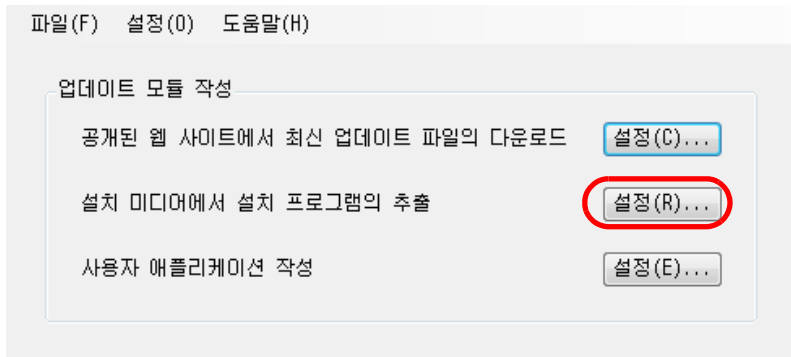 파일(F) 설정(O) 도움말(H)
업데이트 모듈 작성
공개된 웹 사이트에서 최신 업데이트 파일의 다운로드 설정(C)...
설치 미디어에서 설치 프로그램의 추출 설정(R)...
사용자 애플리케이션 작성 설정(E)...